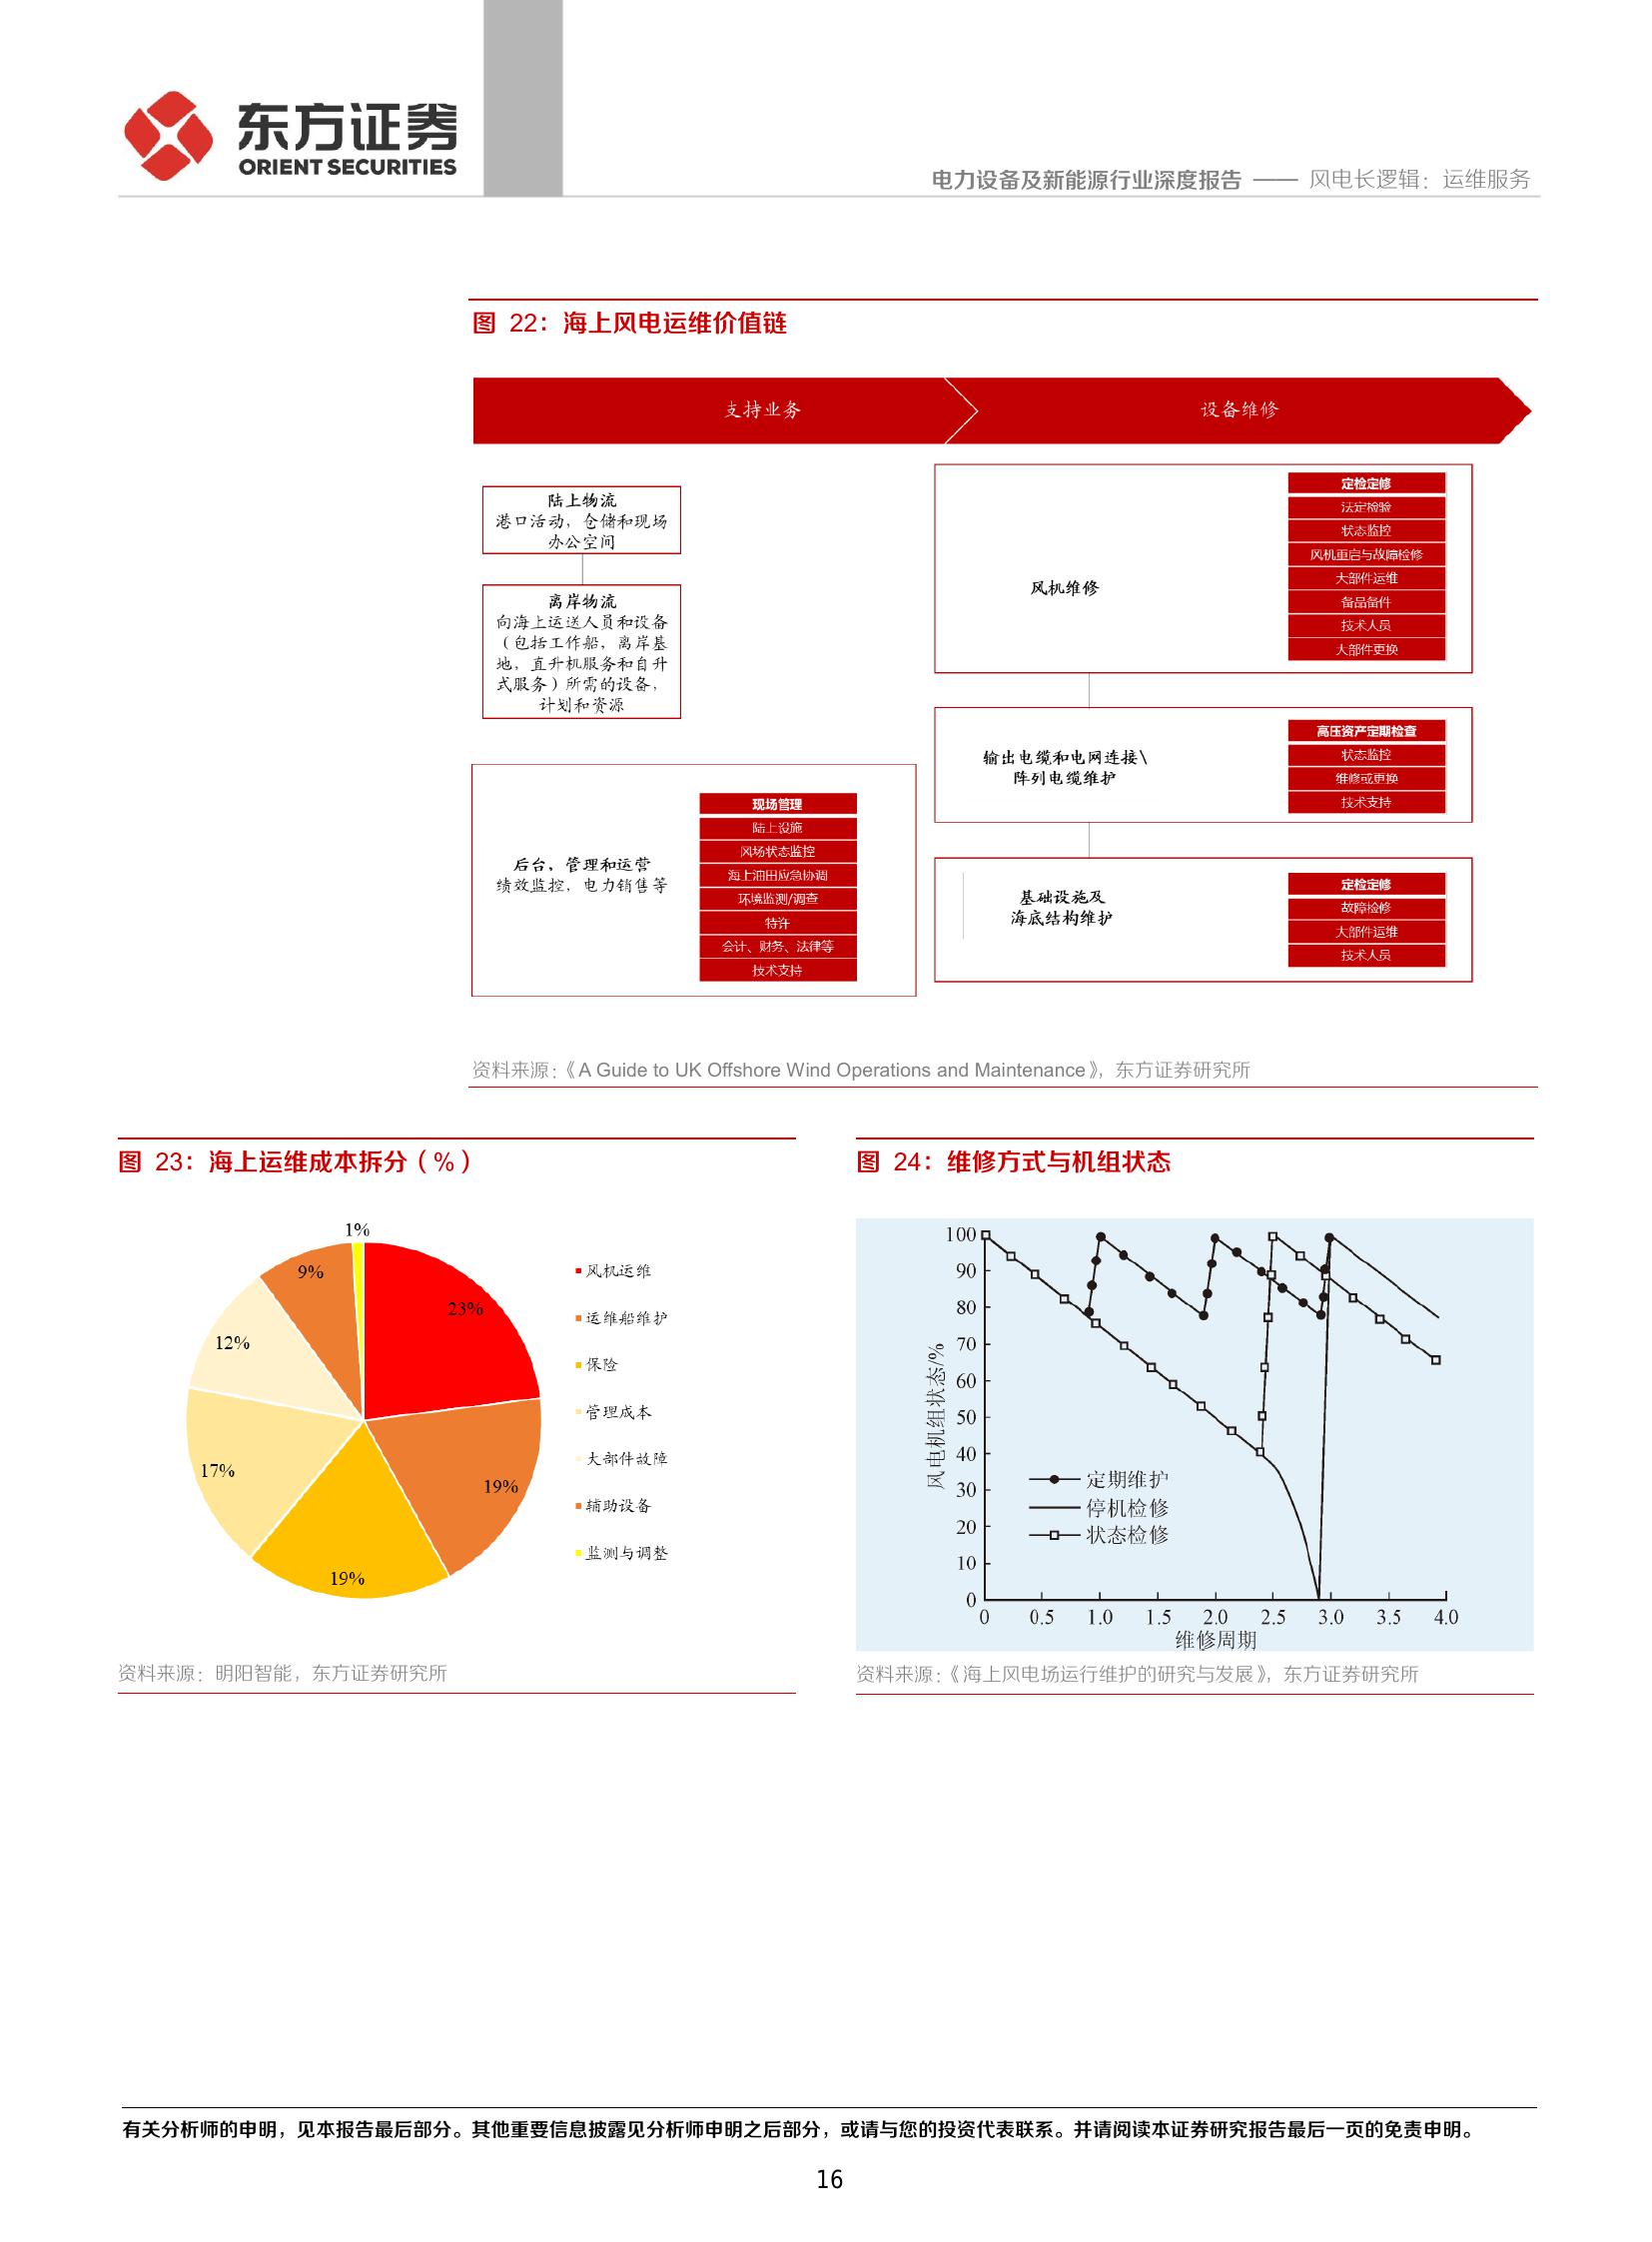 东方证券
ORIENT SECURITIES
电力设备及新能源行业深度报告 —— 风电长逻辑：运维服务
图 22：海上风电运维价值链
支持业务
设备维修
陆上物流
港口活动，仓储和现场
办公空间
离岸物流
向海上运送人员和设备
（包括工作船，离岸基
地，直升机服务和自升
式服务）所需的设备，
计划和资源
后台，管理和运营
绩效监控，电力销售等
现场管理
陆上设施
风场状态监控
海上油田应急协调
环境监测/调查
特许
会计、财务、法律等
技术支持
风机维修
定检定修
法定检验
状态监控
风机重启与故障检修
大部件运维
备品备件
技术人员
大部件更换
输出电缆和电网连接\
阵列电缆维护
高压资产定期检查
状态监控
维修或更换
技术支持
基础设施及
海底结构维护
定检定修
故障检修
大部件运维
技术人员
资料来源：《A Guide to UK Offshore Wind Operations and Maintenance》，东方证券研究所
图 23：海上运维成本拆分（%）
1%
23%
19%
19%
17%
12%
9%
风机运维
运维船维护
保险
管理成本
大部件故障
辅助设备
监测与调整
资料来源：明阳智能，东方证券研究所
图 24：维修方式与机组状态
风电机组状态/%
100
90
80
70
60
50
40
30
20
10
0
定期维护
停机检修
状态检修
0 0.5 1.0 1.5 2.0 2.5 3.0 3.5 4.0
维修周期
资料来源：《海上风电场运行维护的研究与发展》，东方证券研究所
有关分析师的申明，见本报告最后部分。其他重要信息披露见分析师申明之后部分，或请与您的投资代表联系。并请阅读本证券研究报告最后一页的免责申明。
16